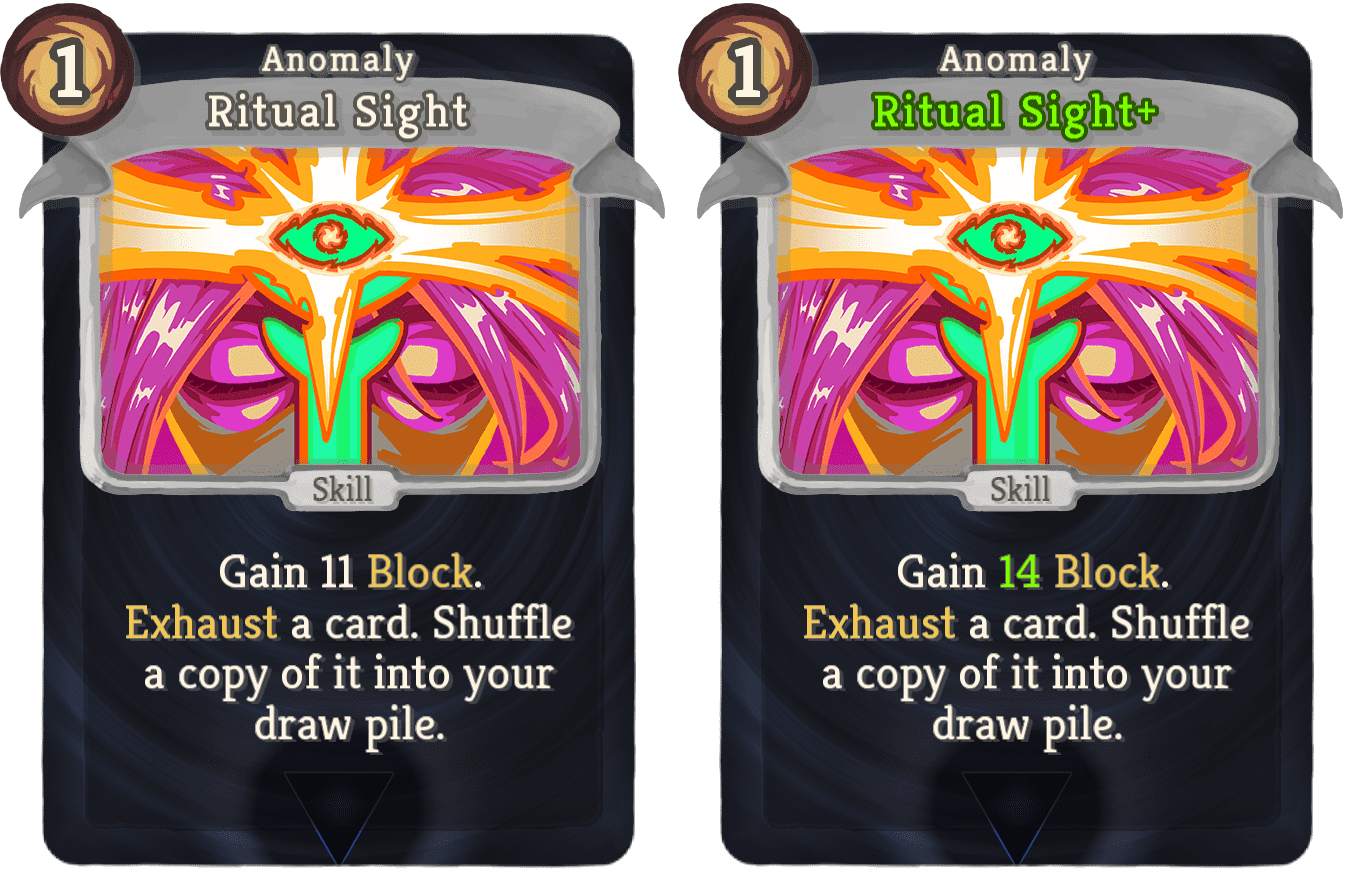 1
Anomaly
Ritual Sight
Skill
Gain 11 Block.
Exhaust a card. Shuffle
a copy of it into your
draw pile.
1
Anomaly
Ritual Sight+
Skill
Gain 14 Block.
Exhaust a card. Shuffle
a copy of it into your
draw pile.